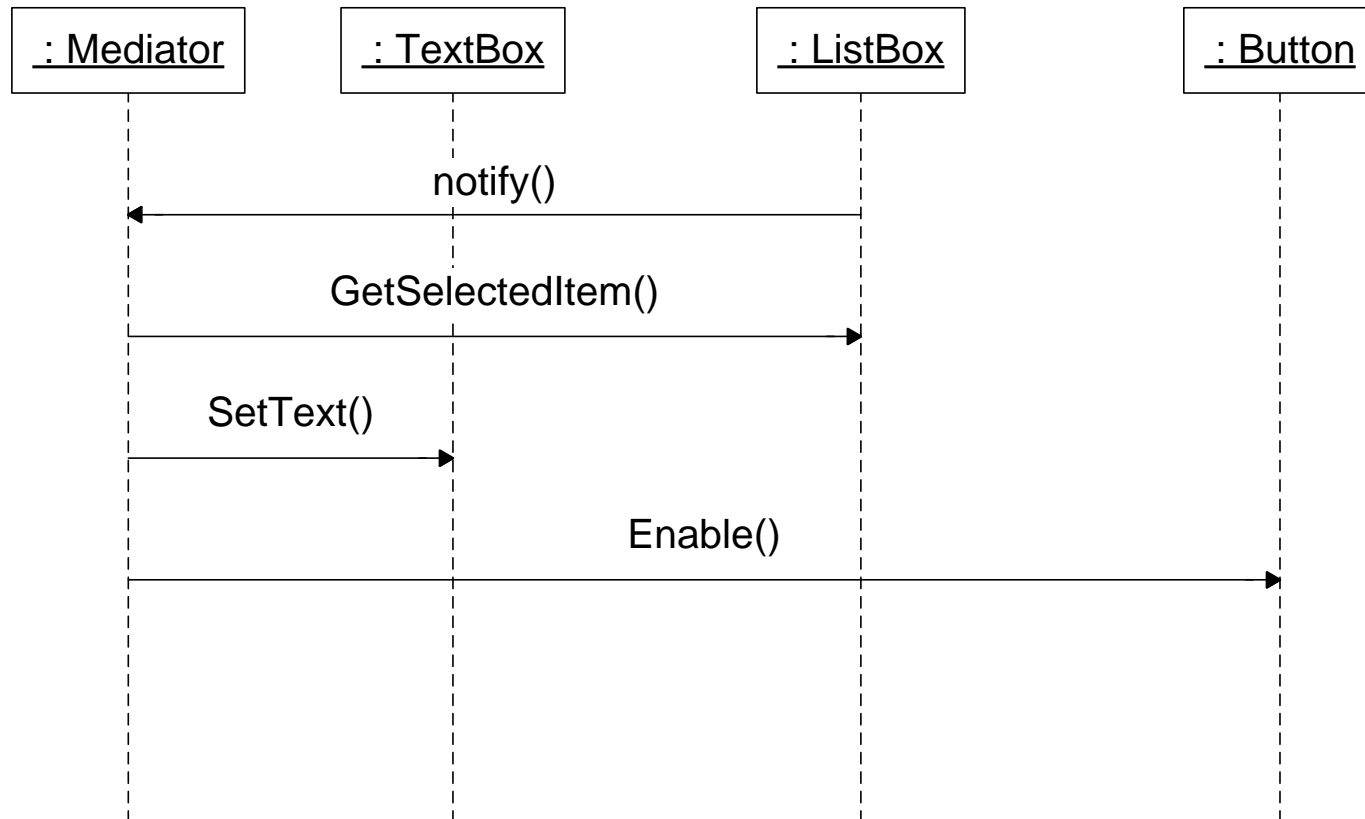 : Mediator
: TextBox
: ListBox
: Button
notify()
GetSelectedItem()
SetText()
Enable()